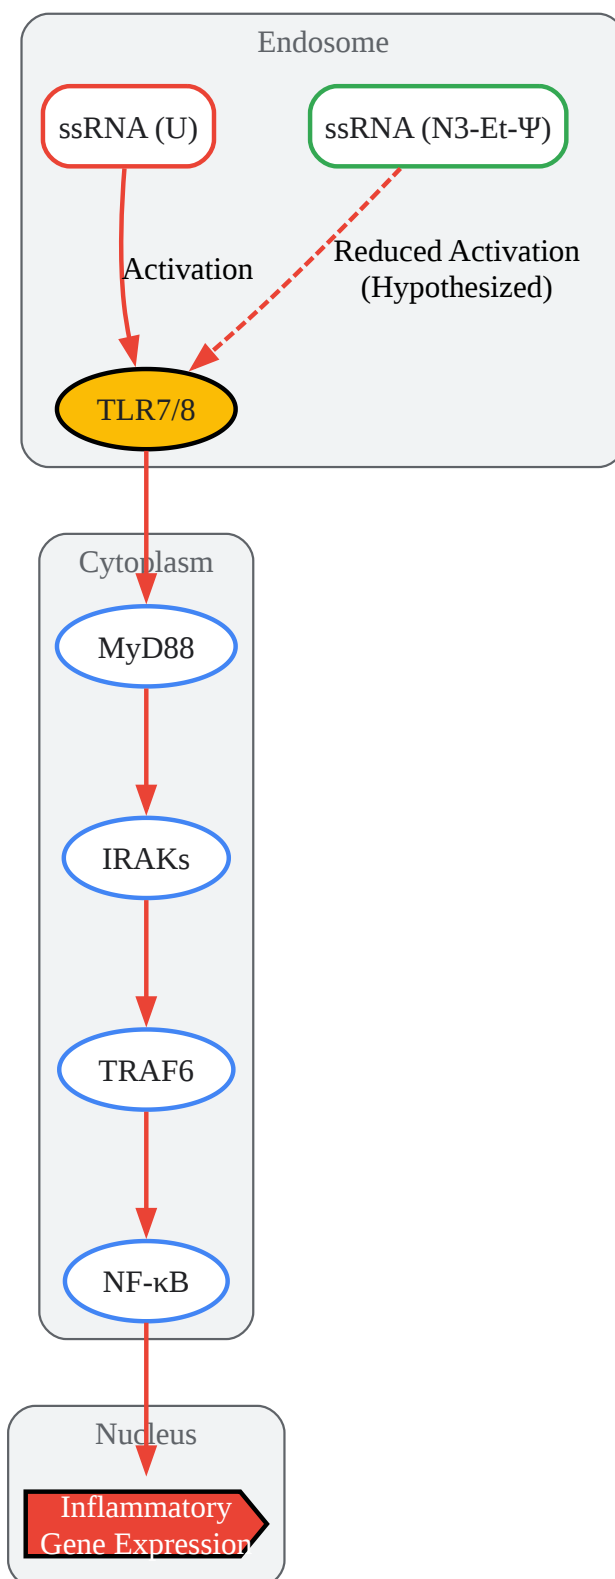 Endosome
ssRNA (U)
ssRNA (N3-Et-Ψ)
Activation
Reduced Activation
(Hypothesized)
TLR7/8
Cytoplasm
MyD88
IRAKs
TRAF6
NF-κB
Nucleus
Inflammatory
Gene Expression